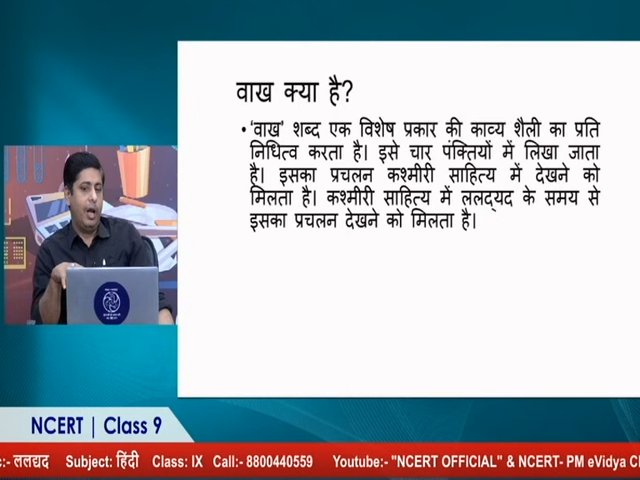 वाख क्या है?
• 'वाख' शब्द एक विशेष प्रकार की काव्य शैली का प्रति
निधित्व करता है। इसे चार पंक्तियों में लिखा जाता
है। इसका प्रचलन कश्मीरी साहित्य में देखने को
मिलता है। कश्मीरी साहित्य में ललद्यद के समय से
इसका प्रचलन देखने को मिलता है।
NCERT | Class 9
c:- ललद्यद Subject: हिंदी Class: IX Call:- 8800440559 Youtube:- "NCERT OFFICIAL" & NCERT- PM eVidya